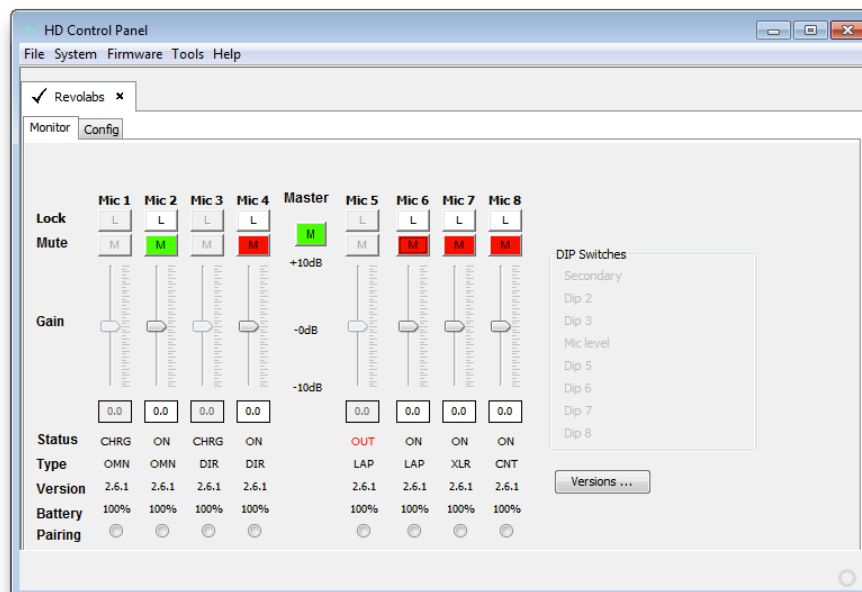 HD Control Panel
File System Firmware Tools Help
Revolabs
Monitor Config
Mic 1 Mic 2 Mic 3 Mic 4 Master Mic 5 Mic 6 Mic 7 Mic 8
Lock L L L L L L L L
Mute M M M M M M M M M
+10dB
DIP Switches
Secondary
Dip 2
Dip 3
Gain -0dB
Mic level
Dip 5
Dip 6
-10dB
Dip 7
0.0 0.0 0.0 0.0 0.0 0.0 0.0 0.0
Dip 8
Status CHRG ON CHRG ON OUT ON ON ON
Type OMN OMN DIR DIR LAP LAP XLR CNT
Version 2.6.1 2.6.1 2.6.1 2.6.1 2.6.1 2.6.1 2.6.1 2.6.1
Versions ...
Battery 100% 100% 100% 100% 100% 100% 100% 100%
Pairing